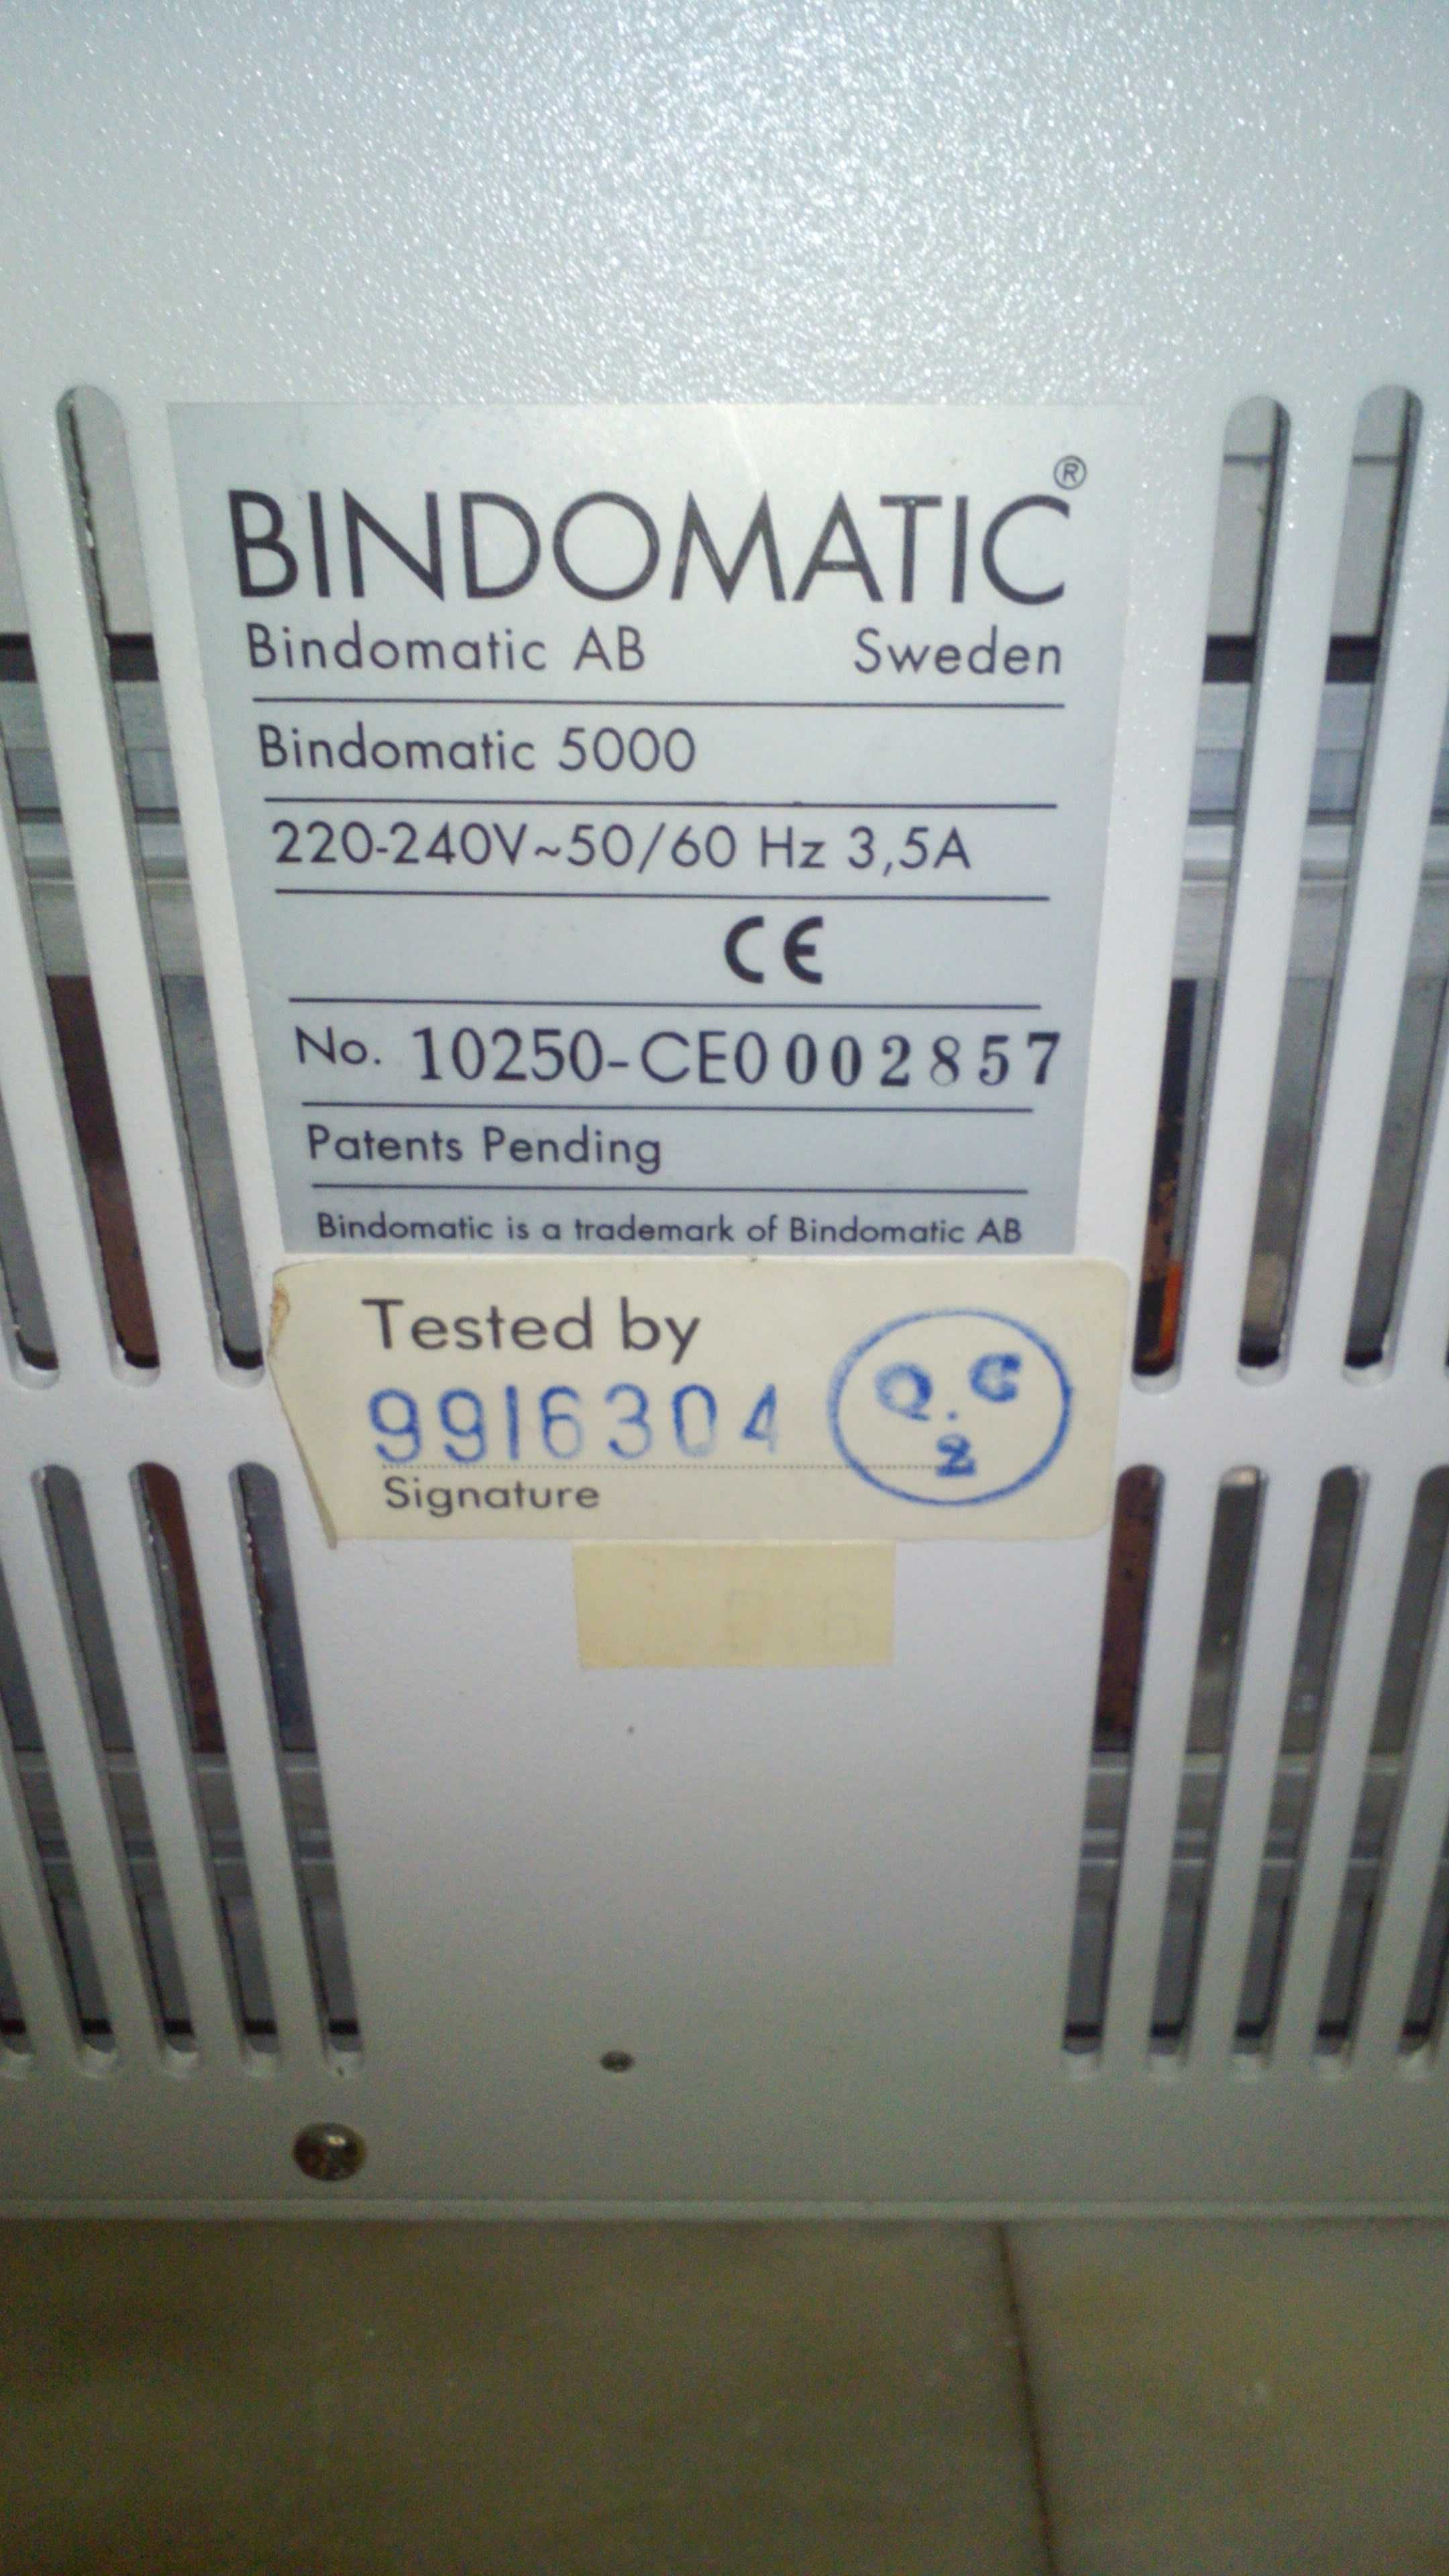 BINDOMATIC®
Bindomatic AB Sweden
Bindomatic 5000
220-240V~50/60 Hz 3,5A
CE
No. 10250-CE0002857
Patents Pending
Bindomatic is a trademark of Bindomatic AB
Tested by
9916304
Q.C
2
Signature